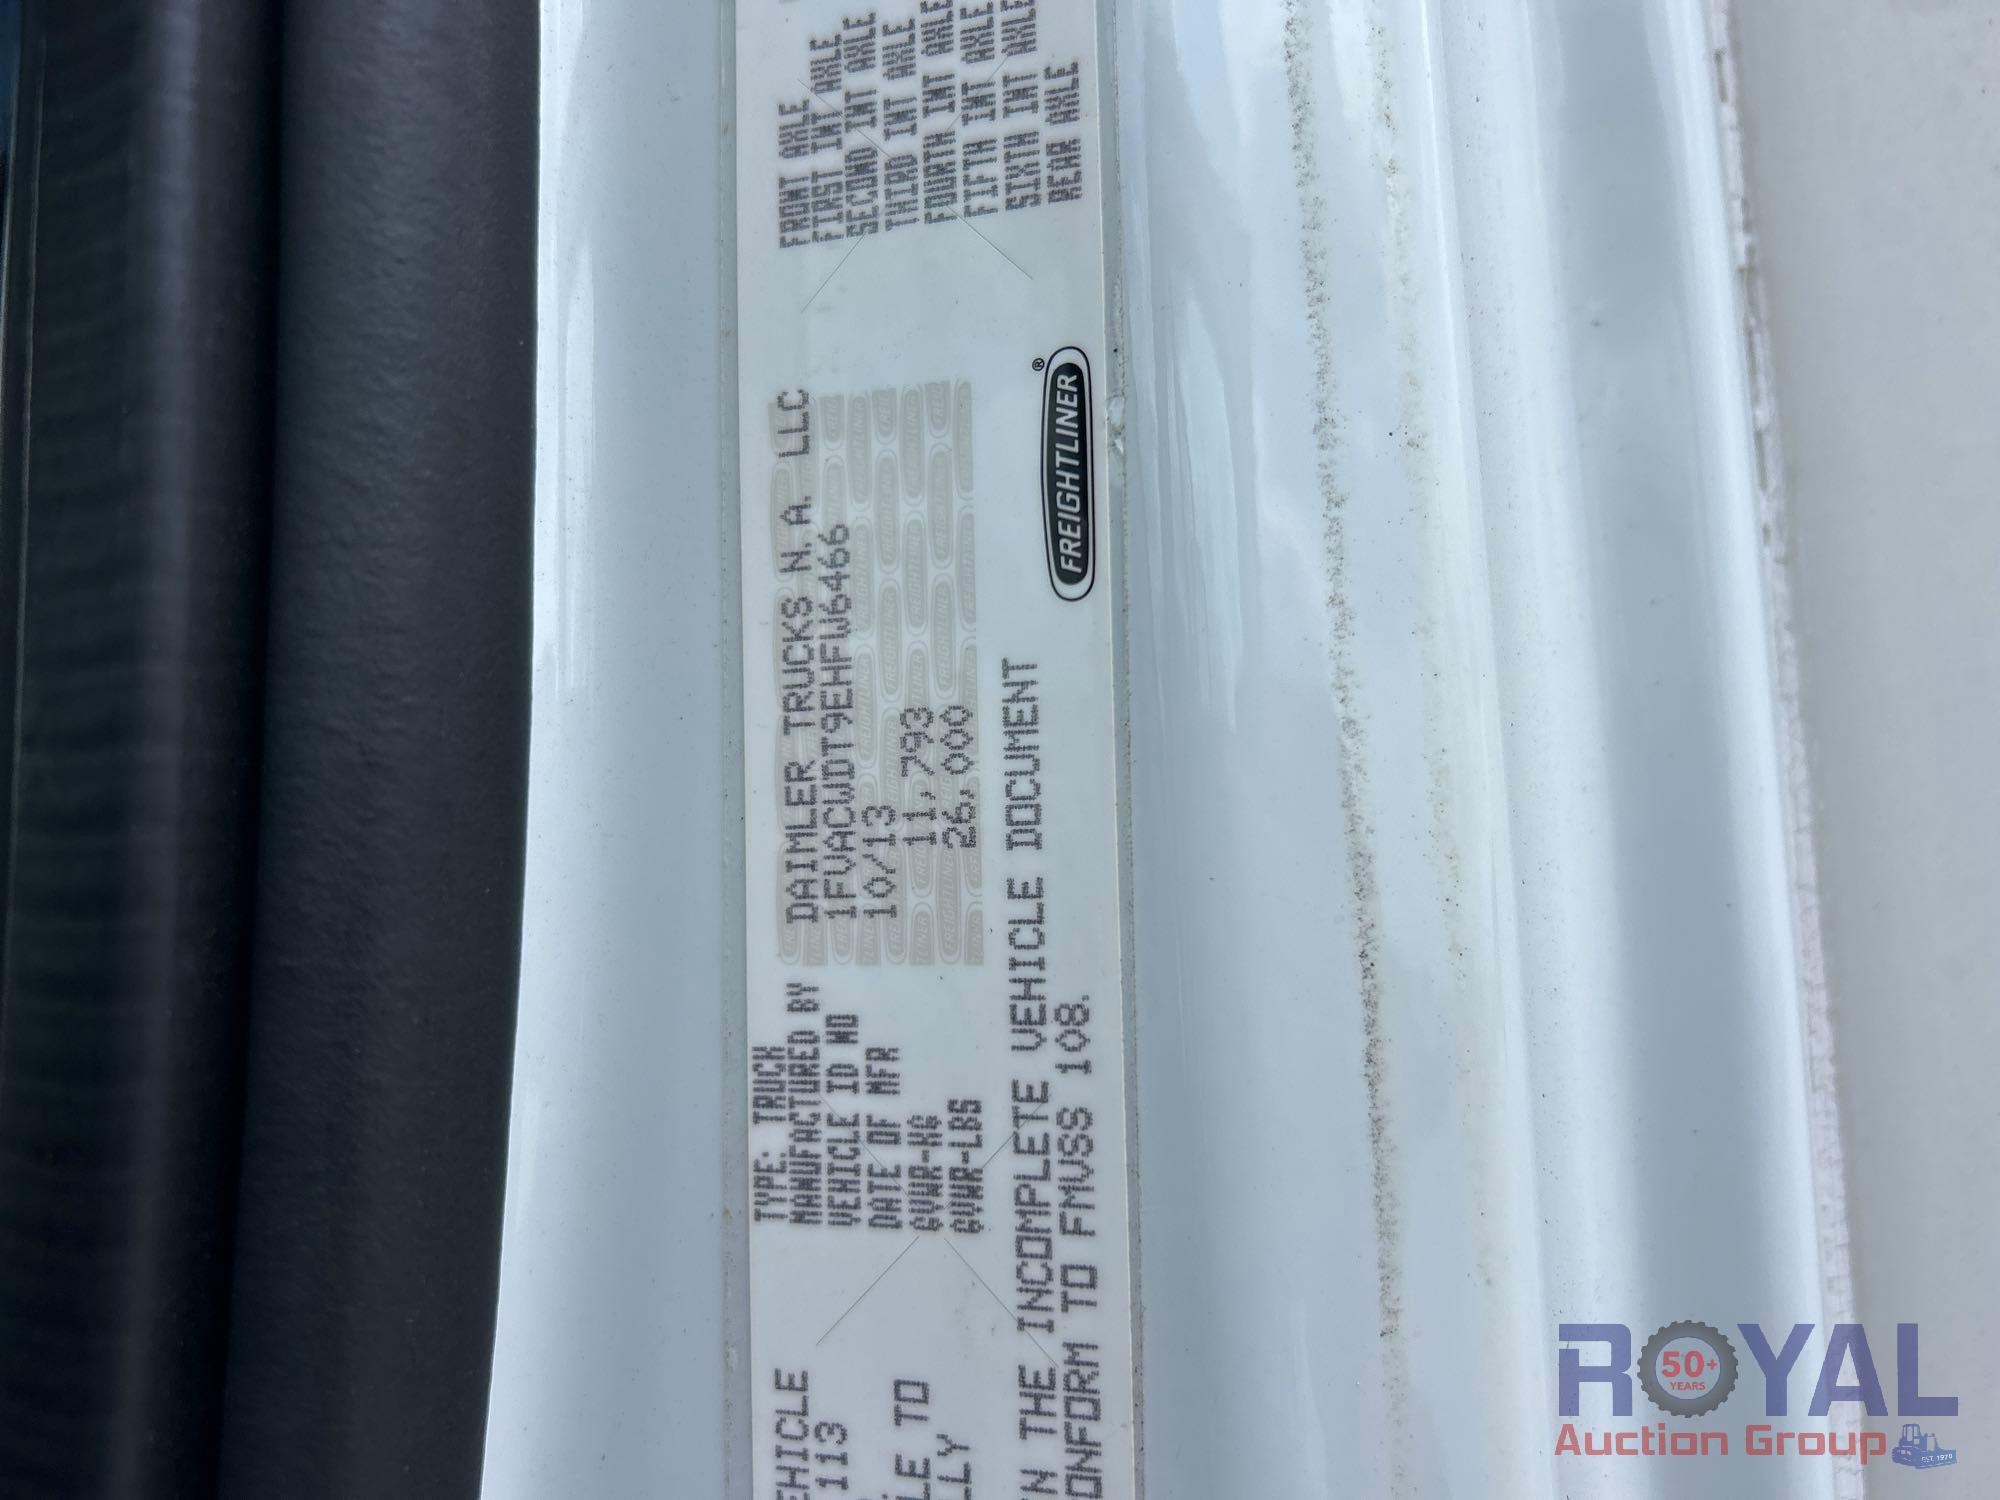 EHICLE
113
LE TO
LLY
N THE INCOMPLETE VEHICLE DOCUMENT
ONFORM TO FMVSS 108.
TYPE: TRUCK
MANUFACTURED BY DAIMLER TRUCKS N.A. LLC
VEHICLE ID NO 1FVACWDT9EHFW6466
DATE OF MFR 10/13
GVWR-KG 11,793
GVWR-LBS 26,000
FREIGHTLINER®
FRONT AXLE
FIRST INT AXLE
SECOND INT AXLE
THIRD INT AXLE
FOURTH INT AXLE
FIFTH INT AXLE
SIXTH INT AXLE
REAR AXLE
ROYAL
50+
YEARS
Auction Group
EST. 1970